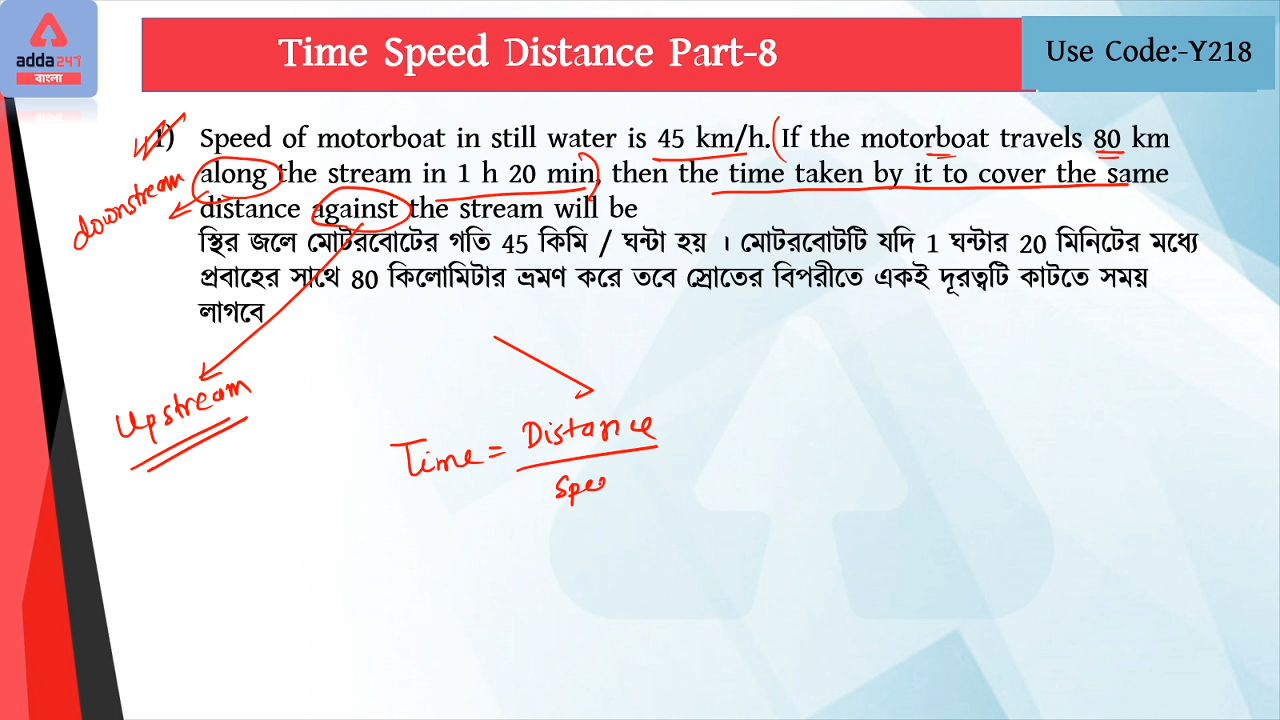 adda247
বাংলা
Time Speed Distance Part-8
Use Code:-Y218
1) Speed of motorboat in still water is 45 km/h. (If the motorboat travels 80 km
along the stream in 1 h 20 min), then the time taken by it to cover the same
distance against the stream will be
downstream
স্থির জলে মোটরবোটের গতি 45 কিমি / ঘন্টা হয় । মোটরবোটটি যদি 1 ঘন্টার 20 মিনিটের মধ্যে
প্রবাহের সাথে 80 কিলোমিটার ভ্রমণ করে তবে স্রোতের বিপরীতে একই দূরত্বটি কাটতে সময়
লাগবে
Upstream
Time = Distance
Spe